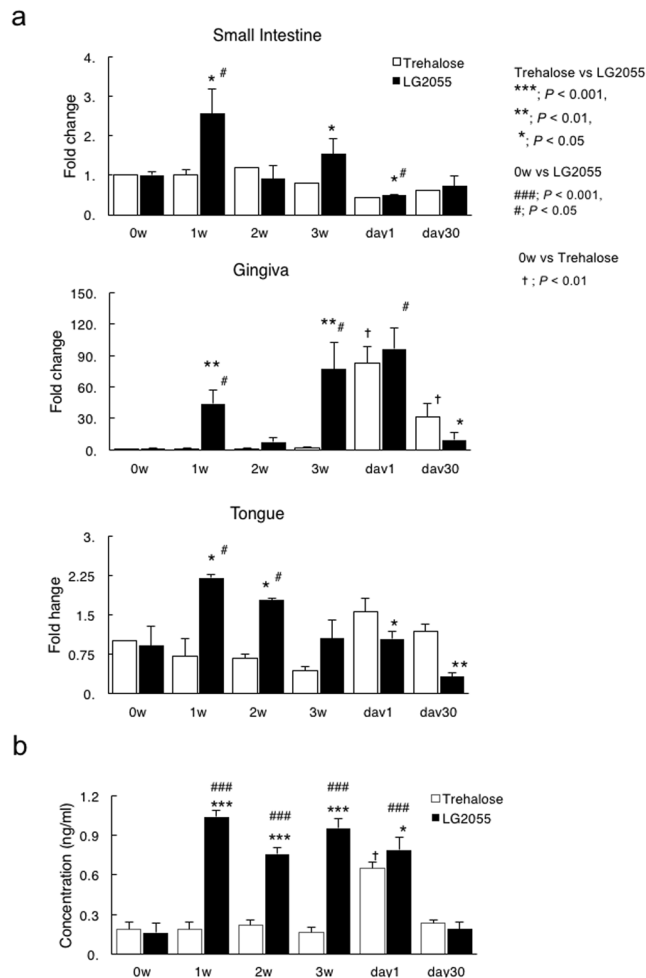 a
Small Intestine
4.
3.
2.
1.
0.
Fold change
* #
*
* #
Trehalose
LG2055
0w 1w 2w 3w day1 day30
Trehalose vs LG2055
***; P < 0.001,
**; P < 0.01,
*; P < 0.05
0w vs LG2055
###; P < 0.001,
#; P < 0.05
0w vs Trehalose
†; P < 0.01
Gingiva
150.
120.
90.
60.
30.
0.
Fold change
**
#
** #
†
#
†
*
0w 1w 2w 3w dav1 dav30
Tongue
3.
2.25
1.5
0.75
0.
Fold hange
* #
* #
*
**
0w 1w 2w 3w dav1 dav30
b
1.2
0.9
0.6
0.3
0.
Concentration (ng/ml)
###
***
###
***
###
***
†
###
*
Trehalose
LG2055
0w 1w 2w 3w day1 day30